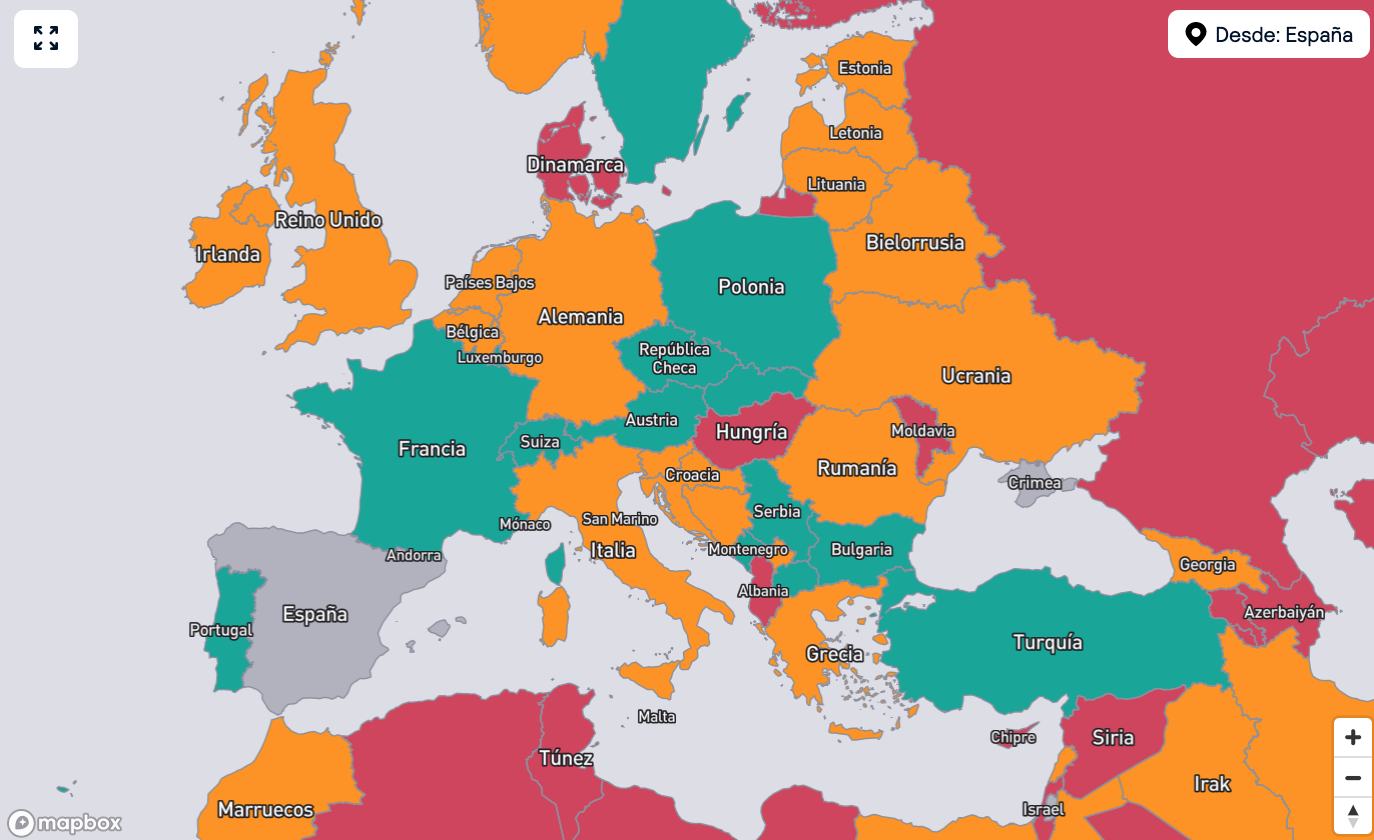 Desde: España
Estonia
Letonia
Dinamarca
Lituania
Reino Unido
Bielorrusia
Irlanda
Países Bajos
Polonia
Alemania
Bélgica
República
Checa
Luxemburgo
Ucrania
Austria
Moldavia
Hungría
Suiza
Francia
Rumanía
Croacia
Crimea
Serbia
San Marino
Mónaco
Italia
Montenegro
Bulgaria
Andorra
Georgia
Albania
España
Azerbaiyán
Portugal
Turquía
Grecia
Malta
Chipre
Siria
Túnez
Irak
Marruecos
Israel
mapbox